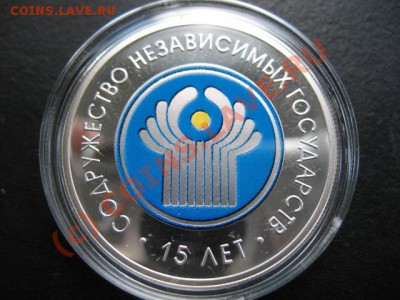 COINS.LAVE.RU
СОДРУЖЕСТВО НЕЗАВИСИМЫХ ГОСУДАРСТВ
· 15 ЛЕТ ·